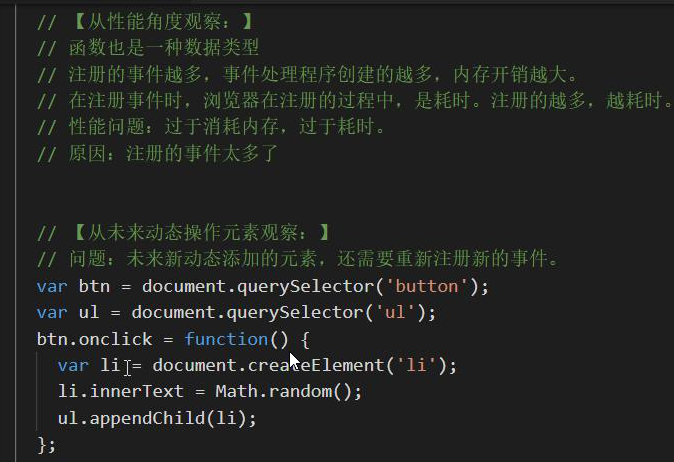 // 【从性能角度观察：】
// 函数也是一种数据类型
// 注册的事件越多，事件处理程序创建的越多，内存开销越大。
// 在注册事件时，浏览器在注册的过程中，是耗时。注册的越多，越耗时。
// 性能问题：过于消耗内存，过于耗时。
// 原因：注册的事件太多了
// 【从未来动态操作元素观察：】
// 问题：未来新动态添加的元素，还需要重新注册新的事件。
var btn = document.querySelector('button');
var ul = document.querySelector('ul');
btn.onclick = function() {
var li = document.createElement('li');
li.innerText = Math.random();
ul.appendChild(li);
};